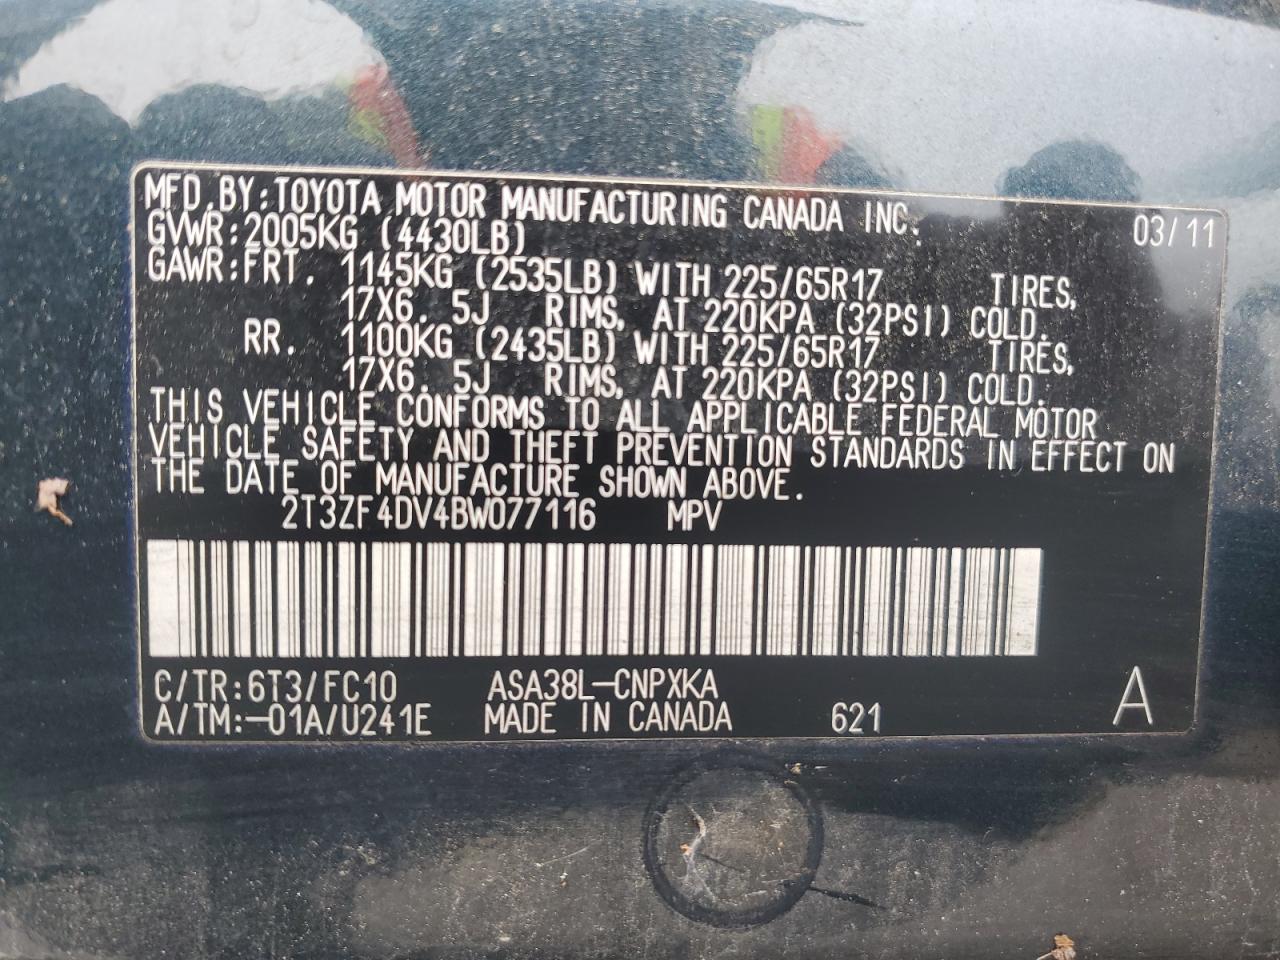 MFD. BY: TOYOTA MOTOR MANUFACTURING CANADA INC. 03/11
GVWR: 2005KG (4430LB)
GAWR: FRT. 1145KG (2535LB) WITH 225/65R17 TIRES,
17X6. 5J RIMS, AT 220KPA (32PSI) COLD.
RR. 1100KG (2435LB) WITH 225/65R17 TIRES,
17X6. 5J RIMS, AT 220KPA (32PSI) COLD.
THIS VEHICLE CONFORMS TO ALL APPLICABLE FEDERAL MOTOR
VEHICLE SAFETY AND THEFT PREVENTION STANDARDS IN EFFECT ON
THE DATE OF MANUFACTURE SHOWN ABOVE.
2T3ZF4DV4BW077116 MPV
C/TR: 6T3/FC10 ASA38L-CNPXKA A
A/TM: -01A/U241E MADE IN CANADA 621